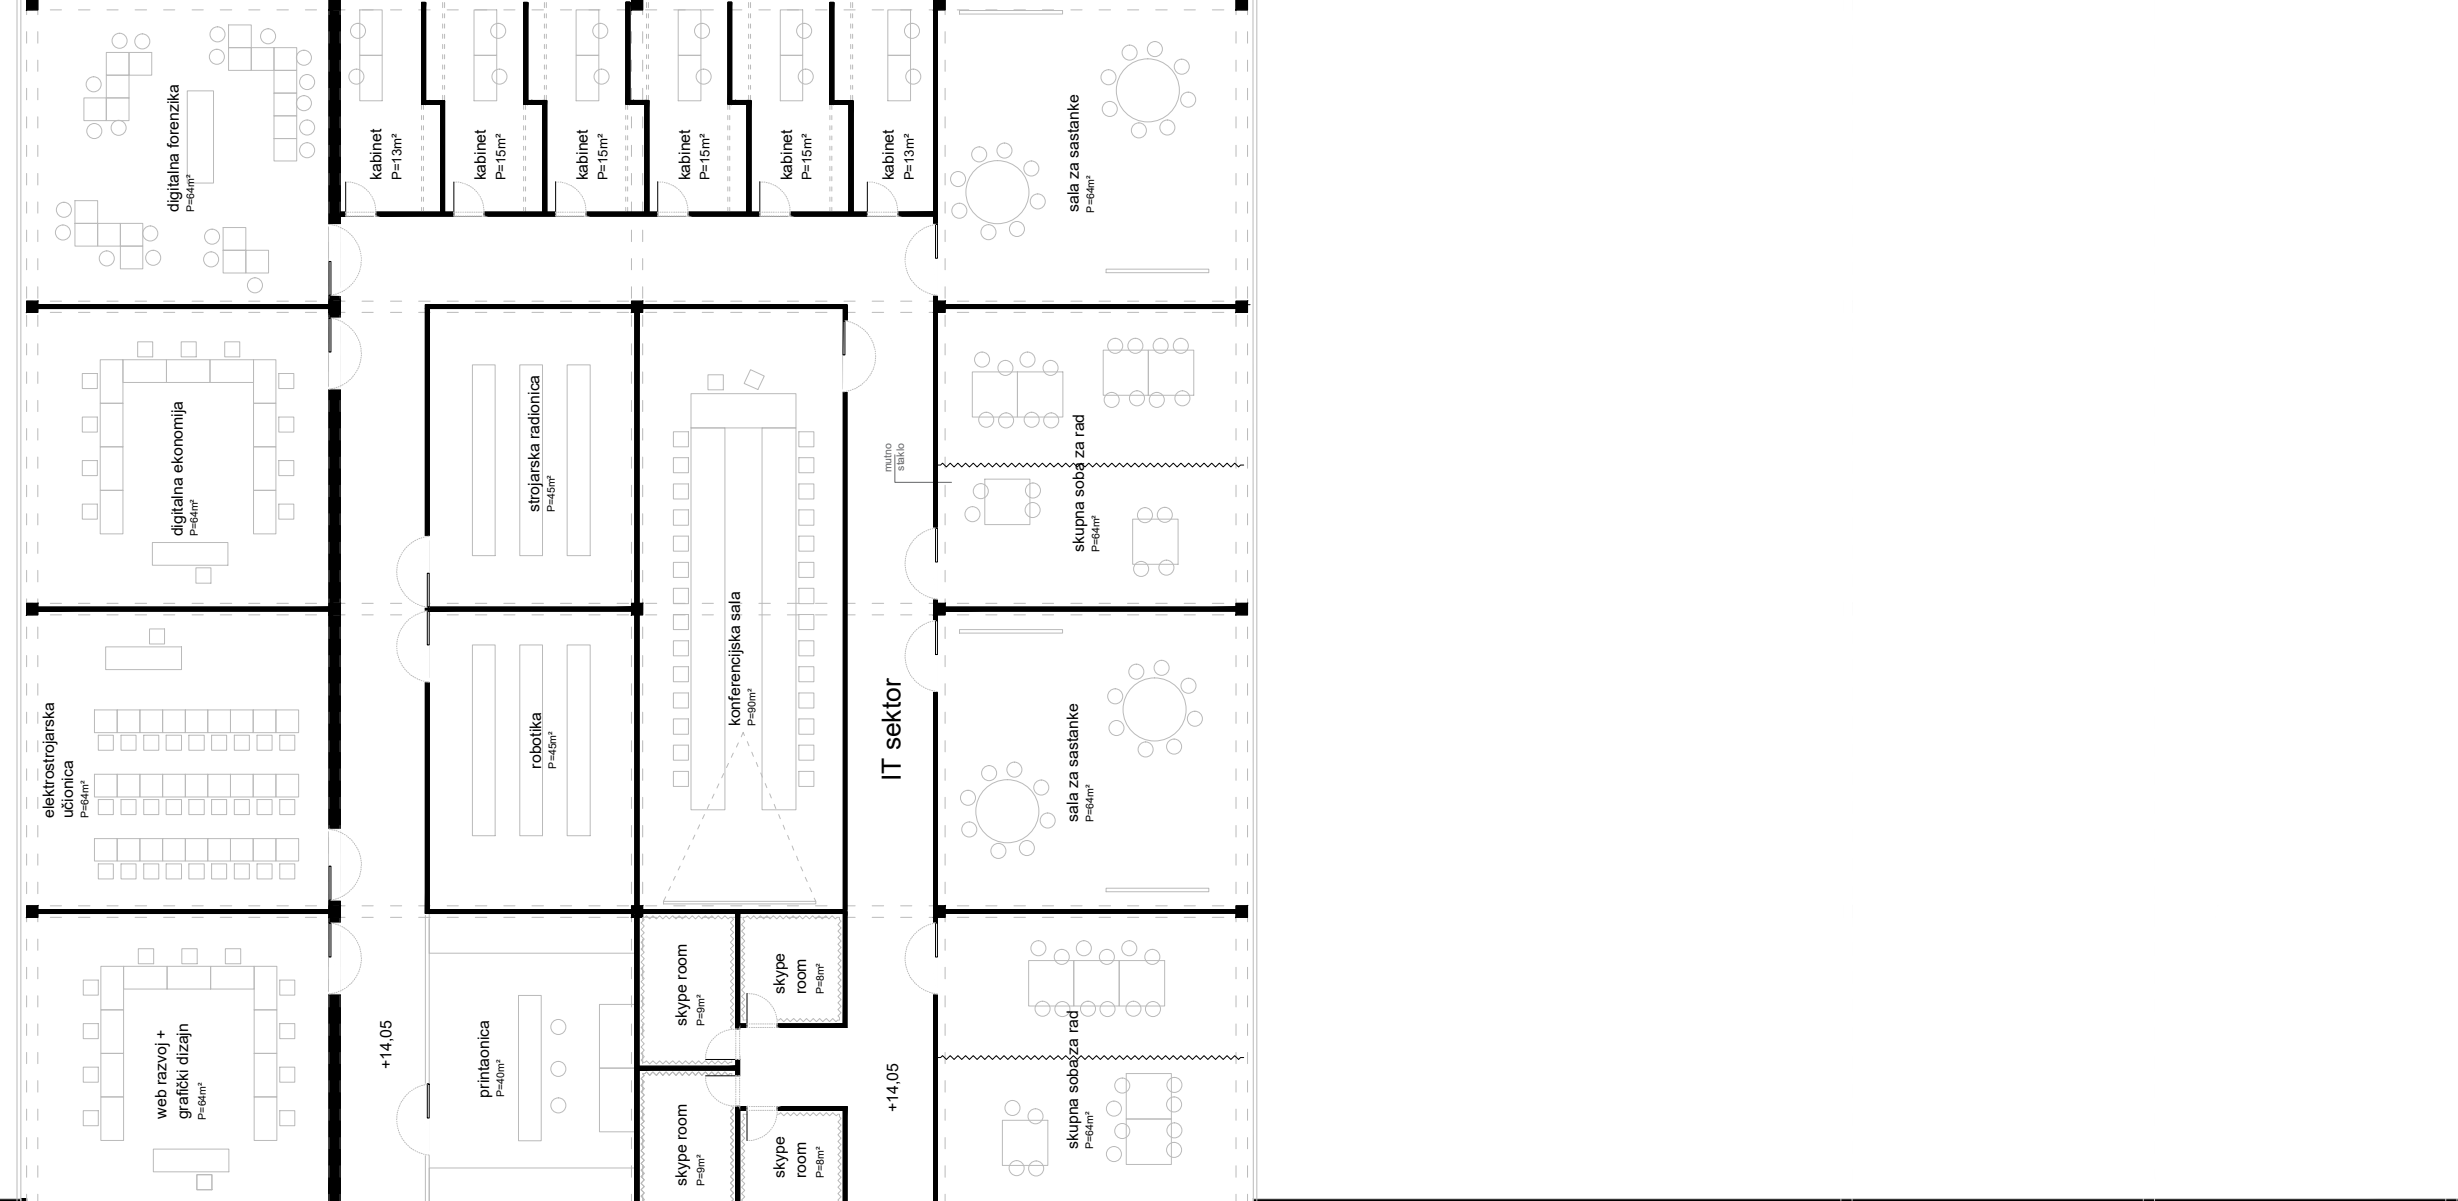 digitalna forenzika
P=64m²
kabinet
P=13m²
kabinet
P=15m²
kabinet
P=15m²
kabinet
P=15m²
kabinet
P=15m²
kabinet
P=13m²
sala za sastanke
P=64m²
digitalna ekonomija
P=64m²
strojarska radionica
P=45m²
mutno
staklo
skupna soba za rad
P=64m²
elektrostrojarska
učionica
P=64m²
robotika
P=45m²
konferencijska sala
P=90m²
IT sektor
sala za sastanke
P=64m²
web razvoj +
grafički dizajn
P=64m²
+14,05
printaonica
P=40m²
skype room
P=9m²
skype
room
P=8m²
skype room
P=9m²
skype
room
P=8m²
+14,05
skupna soba za rad
P=64m²